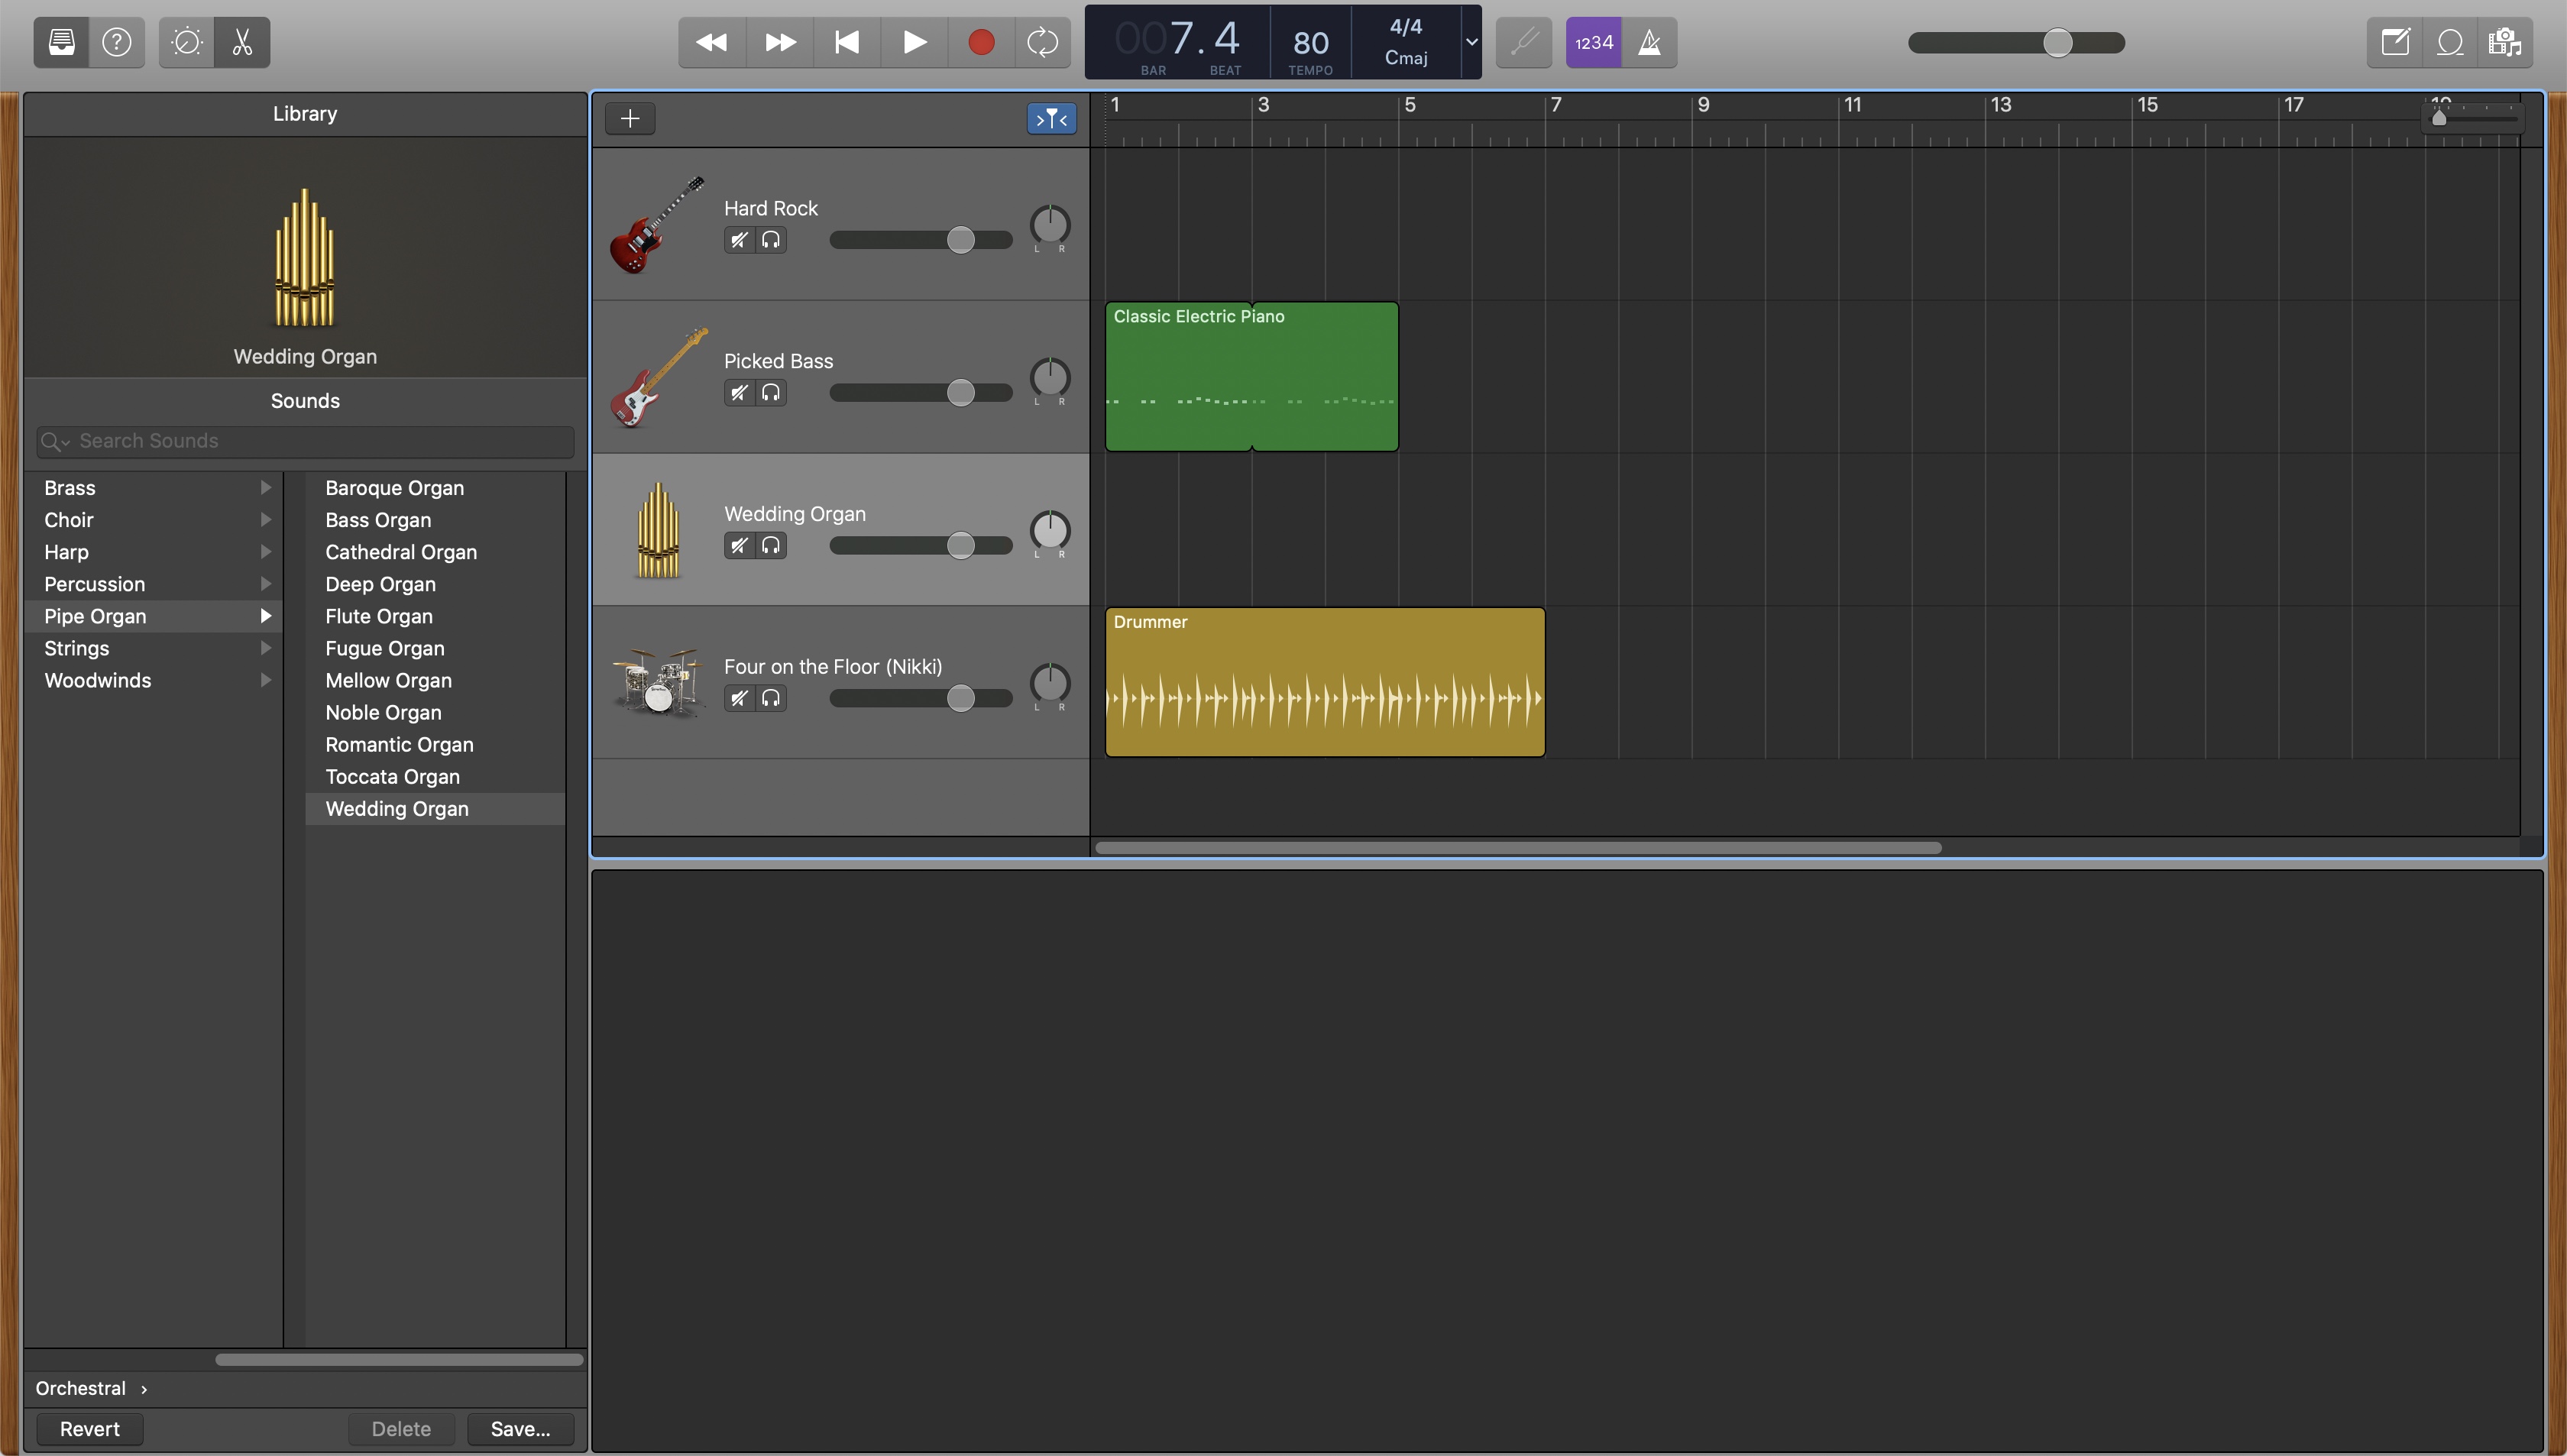 007.4
BAR
BEAT
80
TEMPO
4/4
Cmaj
1234
Library
Wedding Organ
Sounds
Search Sounds
Brass
Choir
Harp
Percussion
Pipe Organ
Strings
Woodwinds
Baroque Organ
Bass Organ
Cathedral Organ
Deep Organ
Flute Organ
Fugue Organ
Mellow Organ
Noble Organ
Romantic Organ
Toccata Organ
Wedding Organ
Orchestral
Revert
Delete
Save...
1 3 5 7 9 11 13 15 17 19
Hard Rock
L R
Picked Bass
L R
Wedding Organ
L R
Four on the Floor (Nikki)
L R
Classic Electric Piano
Drummer